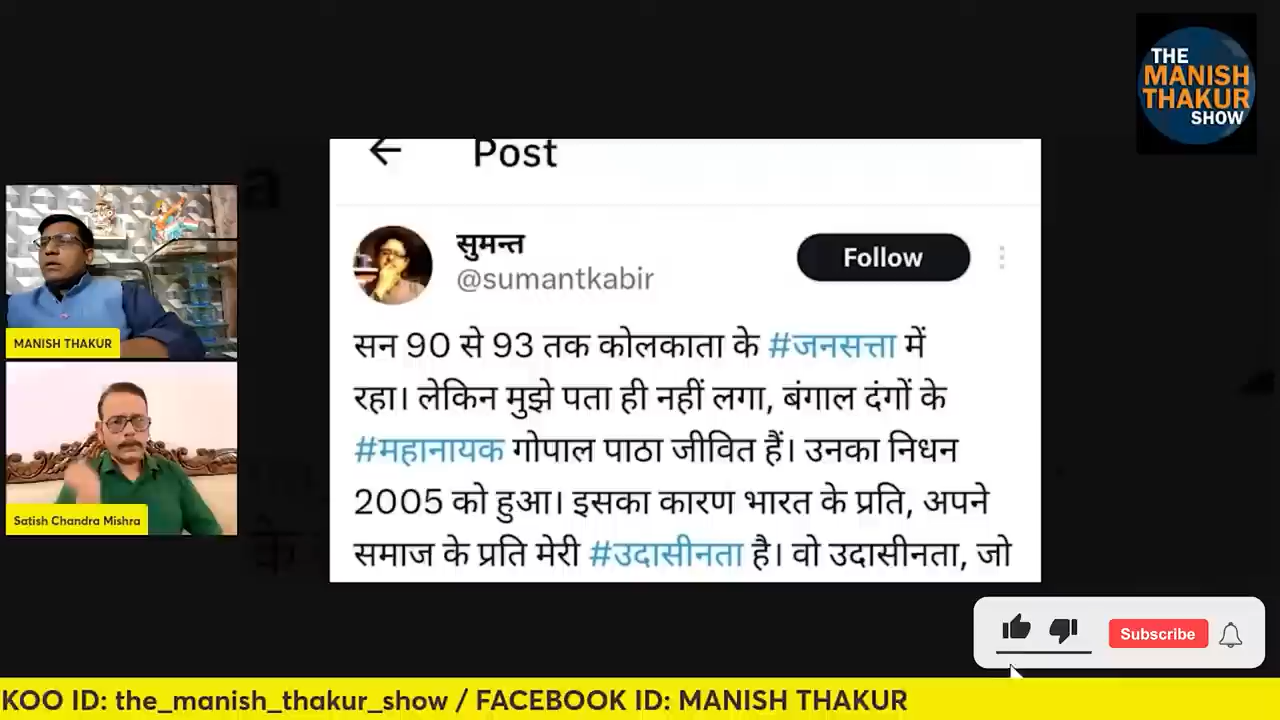 THE
MANISH
THAKUR
SHOW
Post
सुमन्त
@sumantkabir
Follow
सन 90 से 93 तक कोलकाता के #जनसत्ता में
रहा। लेकिन मुझे पता ही नहीं लगा, बंगाल दंगों के
#महानायक गोपाल पाठा जीवित हैं। उनका निधन
2005 को हुआ। इसका कारण भारत के प्रति, अपने
समाज के प्रति मेरी #उदासीनता है। वो उदासीनता, जो
MANISH THAKUR
Satish Chandra Mishra
Subscribe
KOO ID: the_manish_thakur_show / FACEBOOK ID: MANISH THAKUR